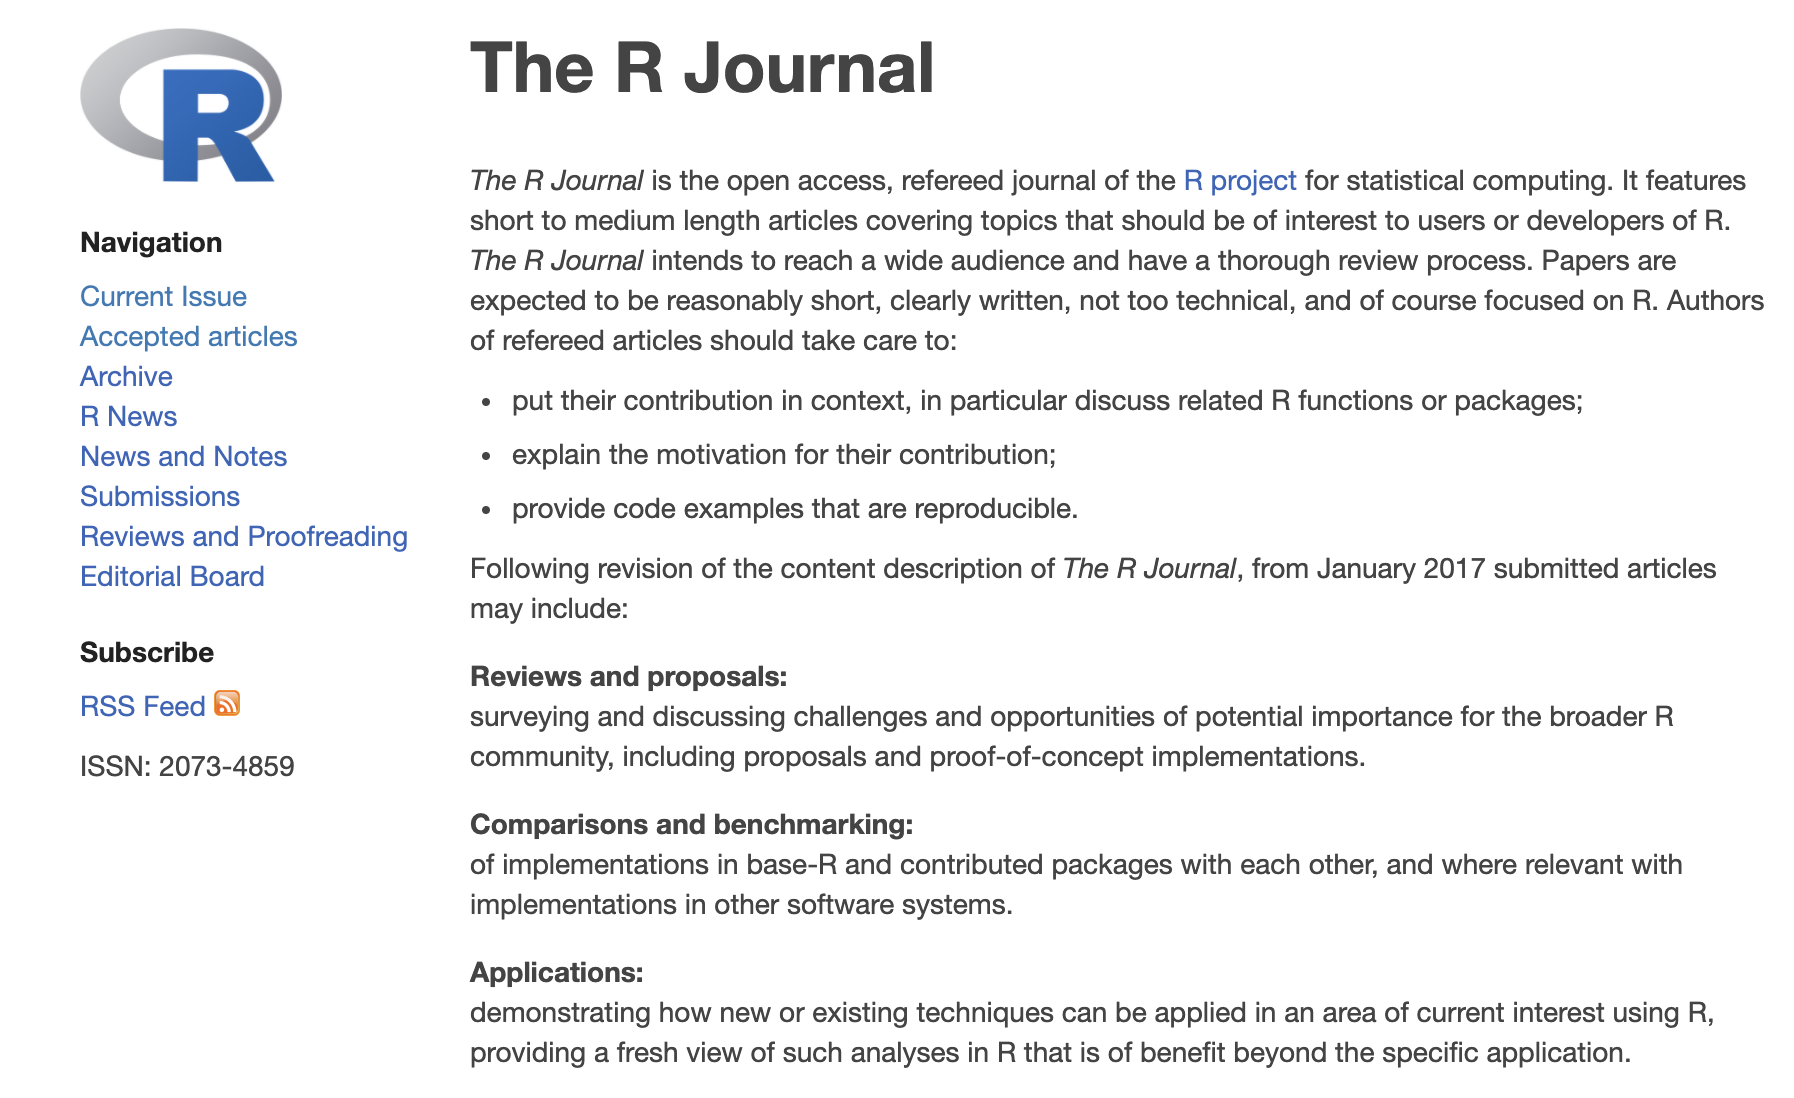 R
Navigation
Current Issue
Accepted articles
Archive
R News
News and Notes
Submissions
Reviews and Proofreading
Editorial Board
Subscribe
RSS Feed
ISSN: 2073-4859
The R Journal
The R Journal is the open access, refereed journal of the R project for statistical computing. It features
short to medium length articles covering topics that should be of interest to users or developers of R.
The R Journal intends to reach a wide audience and have a thorough review process. Papers are
expected to be reasonably short, clearly written, not too technical, and of course focused on R. Authors
of refereed articles should take care to:
• put their contribution in context, in particular discuss related R functions or packages;
• explain the motivation for their contribution;
• provide code examples that are reproducible.
Following revision of the content description of The R Journal, from January 2017 submitted articles
may include:
Reviews and proposals:
surveying and discussing challenges and opportunities of potential importance for the broader R
community, including proposals and proof-of-concept implementations.
Comparisons and benchmarking:
of implementations in base-R and contributed packages with each other, and where relevant with
implementations in other software systems.
Applications:
demonstrating how new or existing techniques can be applied in an area of current interest using R,
providing a fresh view of such analyses in R that is of benefit beyond the specific application.